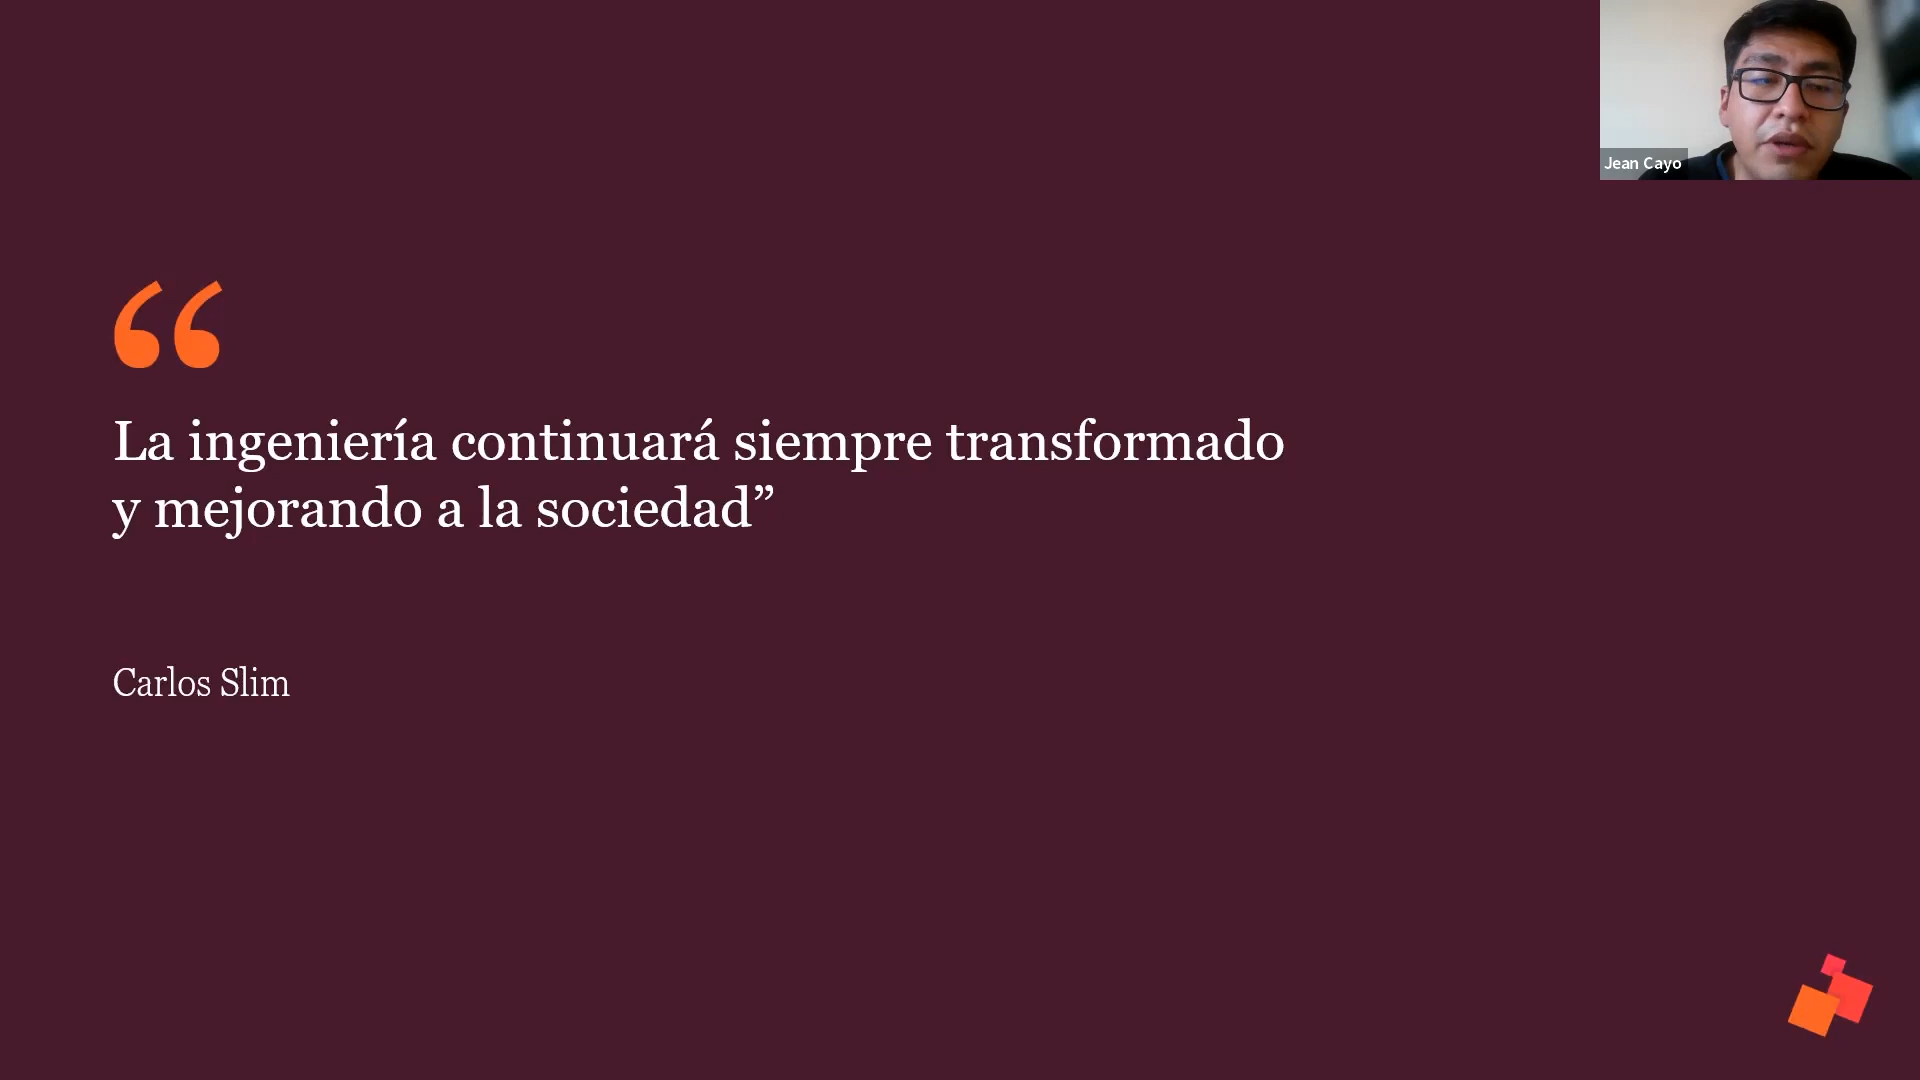 Jean Cayo
“
La ingeniería continuará siempre transformado
y mejorando a la sociedad”
Carlos Slim